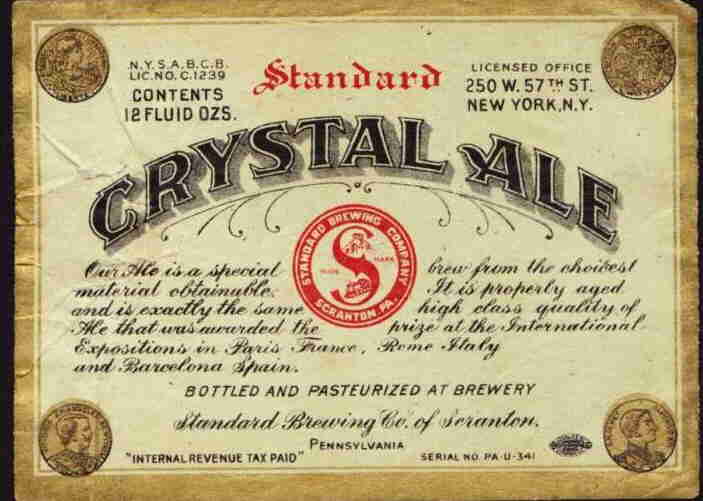 N.Y.S.A.B.C.B.
LIC. NO. C.1239
CONTENTS
12 FLUID OZS.
Standard
LICENSED OFFICE
250 W. 57TH ST.
NEW YORK, N.Y.
CRYSTAL ALE
STANDARD BREWING COMPANY
TRADE MARK
S
SCRANTON PA.
Our Ale is a special brew from the choicest
material obtainable. It is properly aged
and is exactly the same high class quality of
Ale that was awarded the prize at the International
Expositions in Paris France, Rome Italy
and Barcelona Spain.
BOTTLED AND PASTEURIZED AT BREWERY
Standard Brewing Co. of Scranton,
PENNSYLVANIA
"INTERNAL REVENUE TAX PAID"
SERIAL NO. PA-U-341